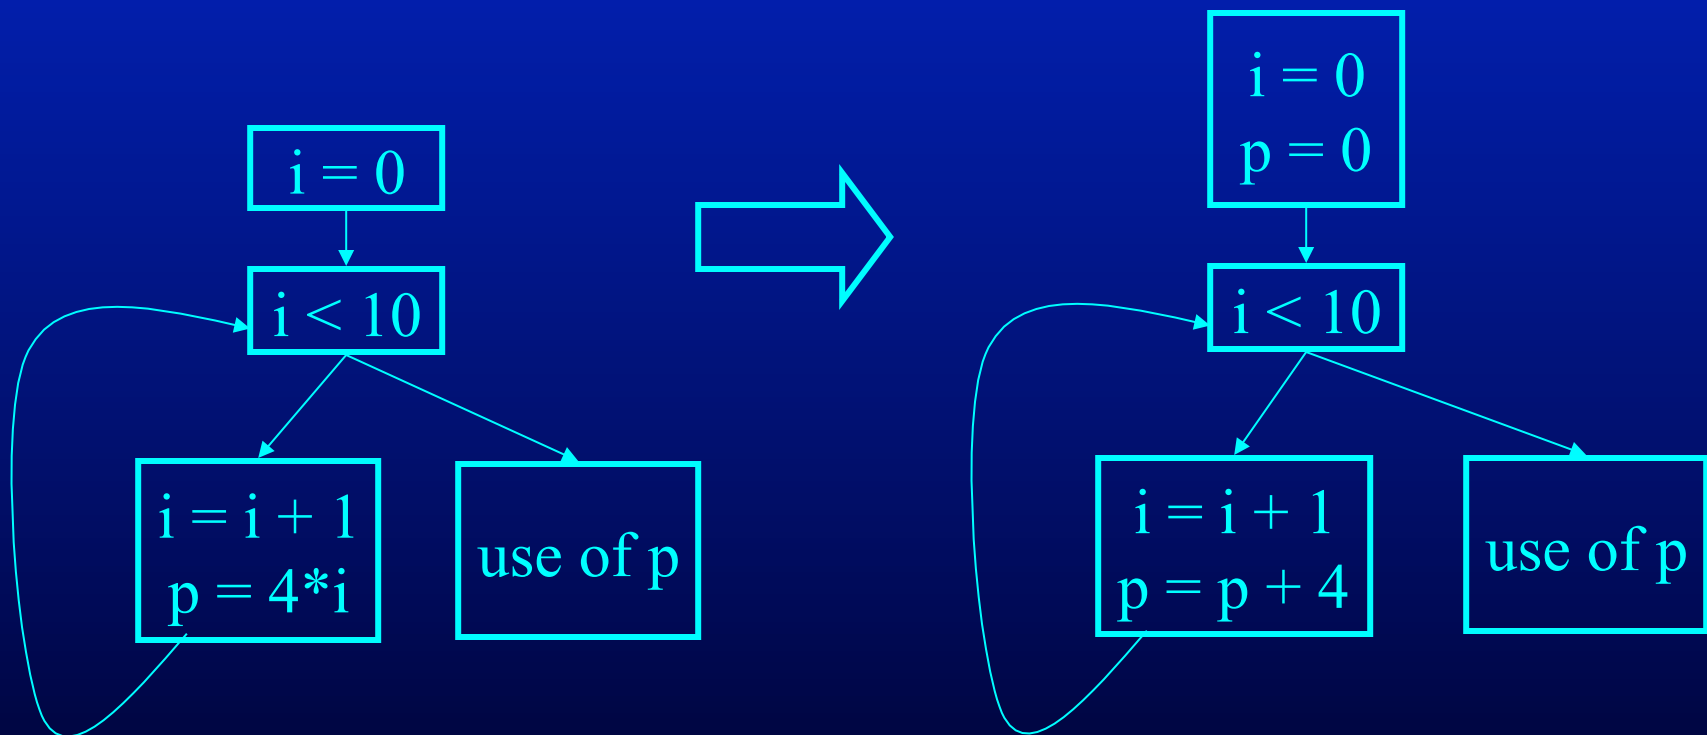 i = 0
i < 10
i = i + 1
p = 4*i
use of p
i = 0
p = 0
i < 10
i = i + 1
p = p + 4
use of p